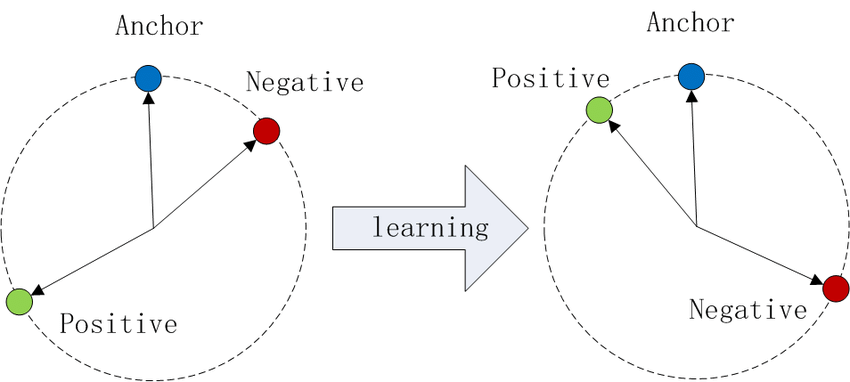 Anchor
Negative
Positive
learning
Anchor
Positive
Negative